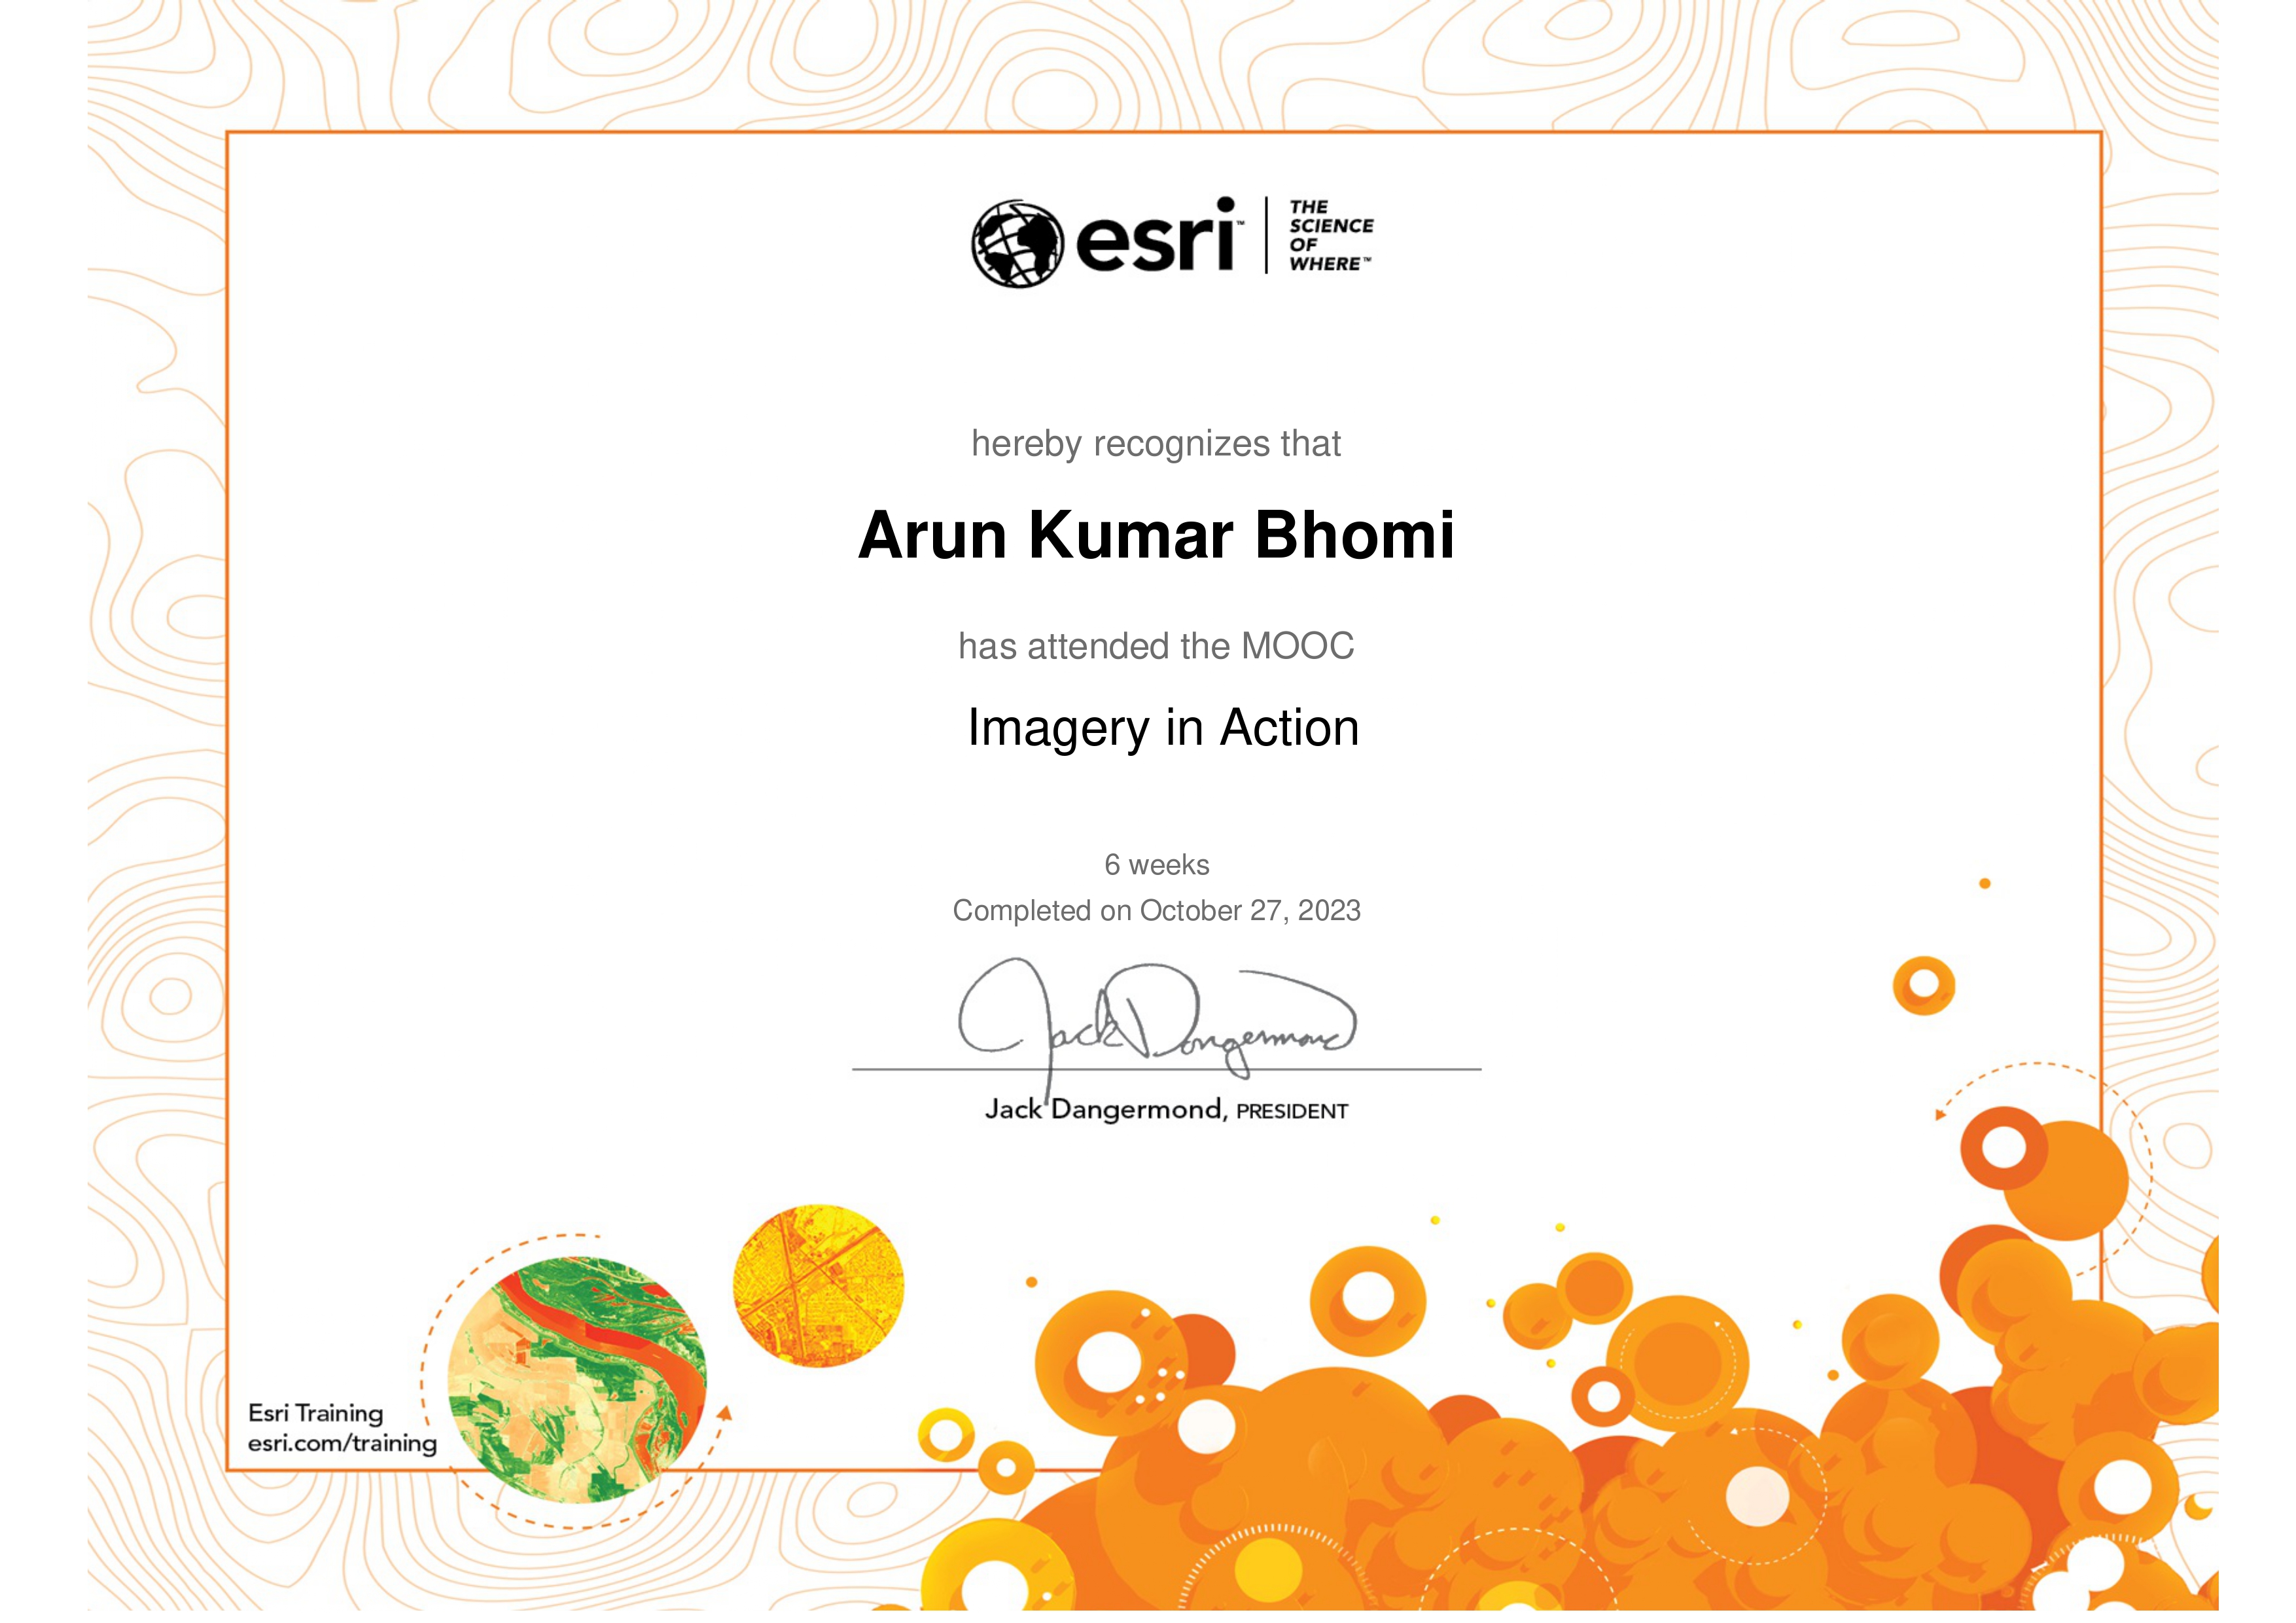 esri™
THE
SCIENCE
OF
WHERE™
hereby recognizes that
Arun Kumar Bhomi
has attended the MOOC
Imagery in Action
6 weeks
Completed on October 27, 2023
Jack Dangermond
Jack Dangermond, PRESIDENT
Esri Training
esri.com/training